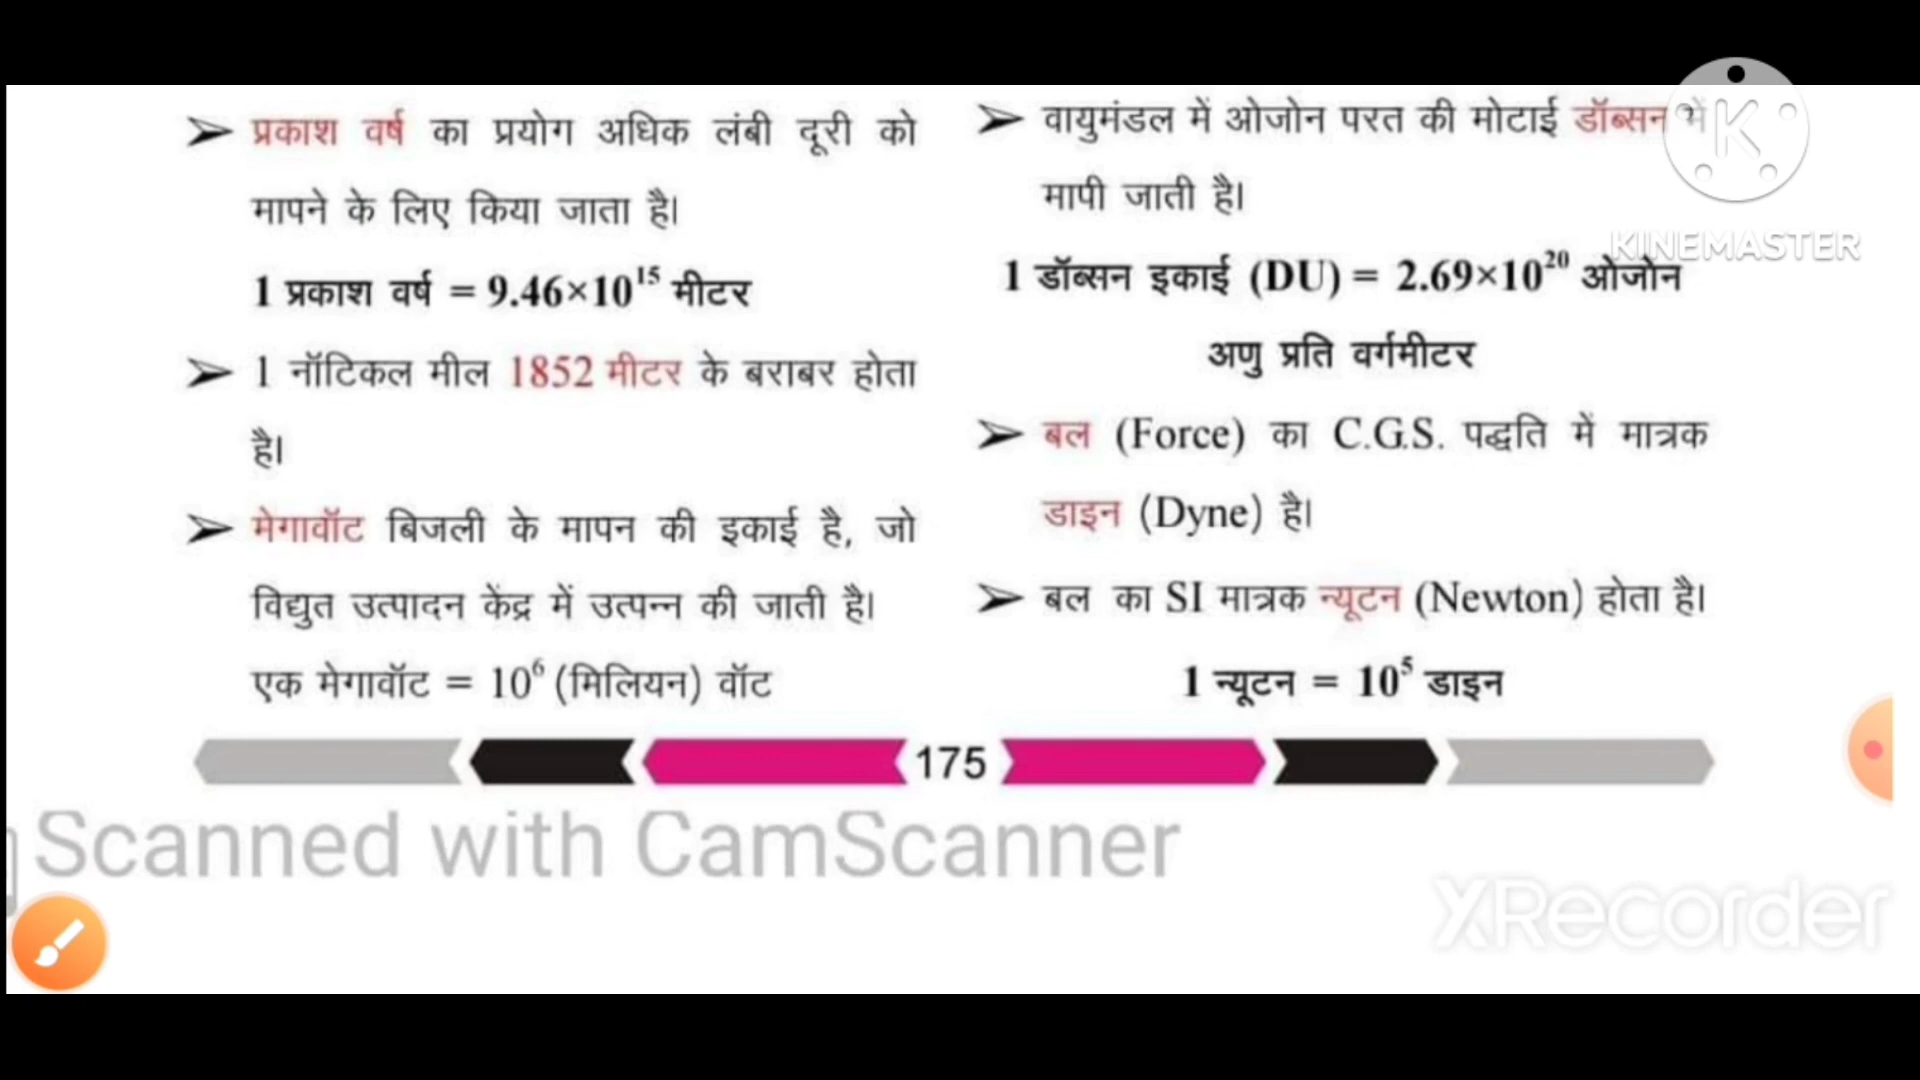 ➢ प्रकाश वर्ष का प्रयोग अधिक लंबी दूरी को
मापने के लिए किया जाता है।
1 प्रकाश वर्ष = 9.46×10¹⁵ मीटर
➢ 1 नॉटिकल मील 1852 मीटर के बराबर होता
है।
➢ मेगावॉट बिजली के मापन की इकाई है, जो
विद्युत उत्पादन केंद्र में उत्पन्न की जाती है।
एक मेगावॉट = 10⁶ (मिलियन) वॉट
➢ वायुमंडल में ओजोन परत की मोटाई डॉब्सन में
मापी जाती है।
1 डॉब्सन इकाई (DU) = 2.69×10²⁰ ओजोन
अणु प्रति वर्गमीटर
➢ बल (Force) का C.G.S. पद्धति में मात्रक
डाइन (Dyne) है।
➢ बल का SI मात्रक न्यूटन (Newton) होता है।
1 न्यूटन = 10⁵ डाइन
175
Scanned with CamScanner
K
KINEMASTER
XRecorder